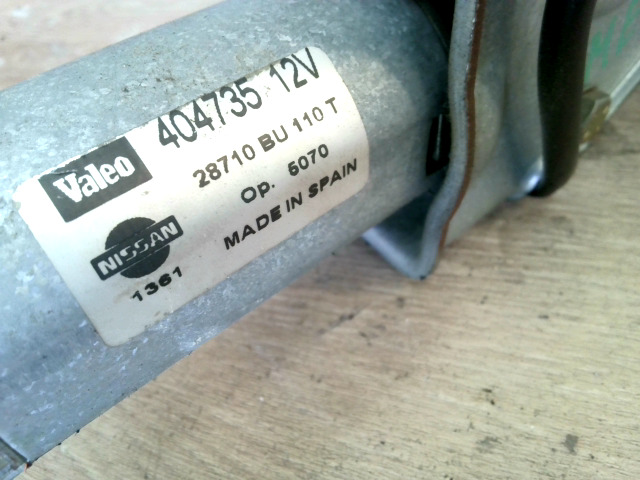 Valeo 404735 12V
28710 BU 110 T
OP. 5070
NISSAN
MADE IN SPAIN
1361